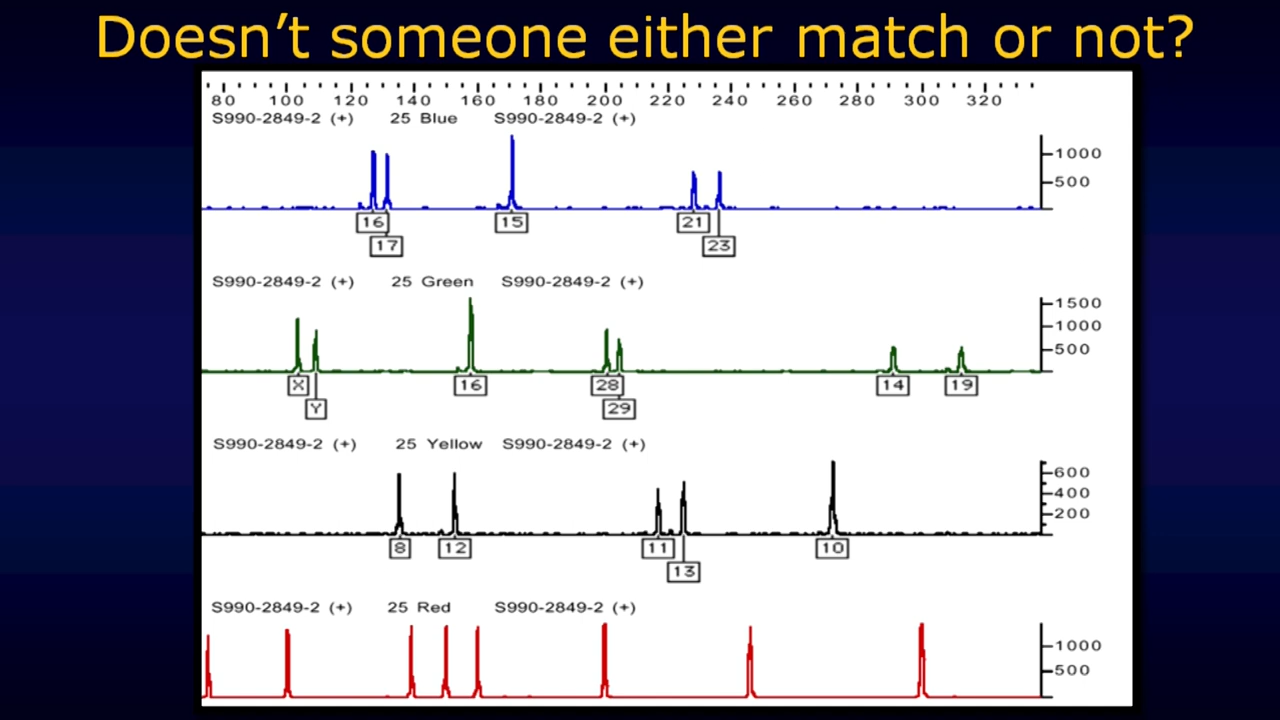 Doesn’t someone either match or not?
80 100 120 140 160 180 200 220 240 260 280 300 320
S990-2849-2 (+) 25 Blue S990-2849-2 (+)
1000
500
16 15 21
17 23
S990-2849-2 (+) 25 Green S990-2849-2 (+)
1500
1000
500
X 16 28 14 19
Y 29
S990-2849-2 (+) 25 Yellow S990-2849-2 (+)
600
400
200
8 12 11 10
13
S990-2849-2 (+) 25 Red S990-2849-2 (+)
1000
500